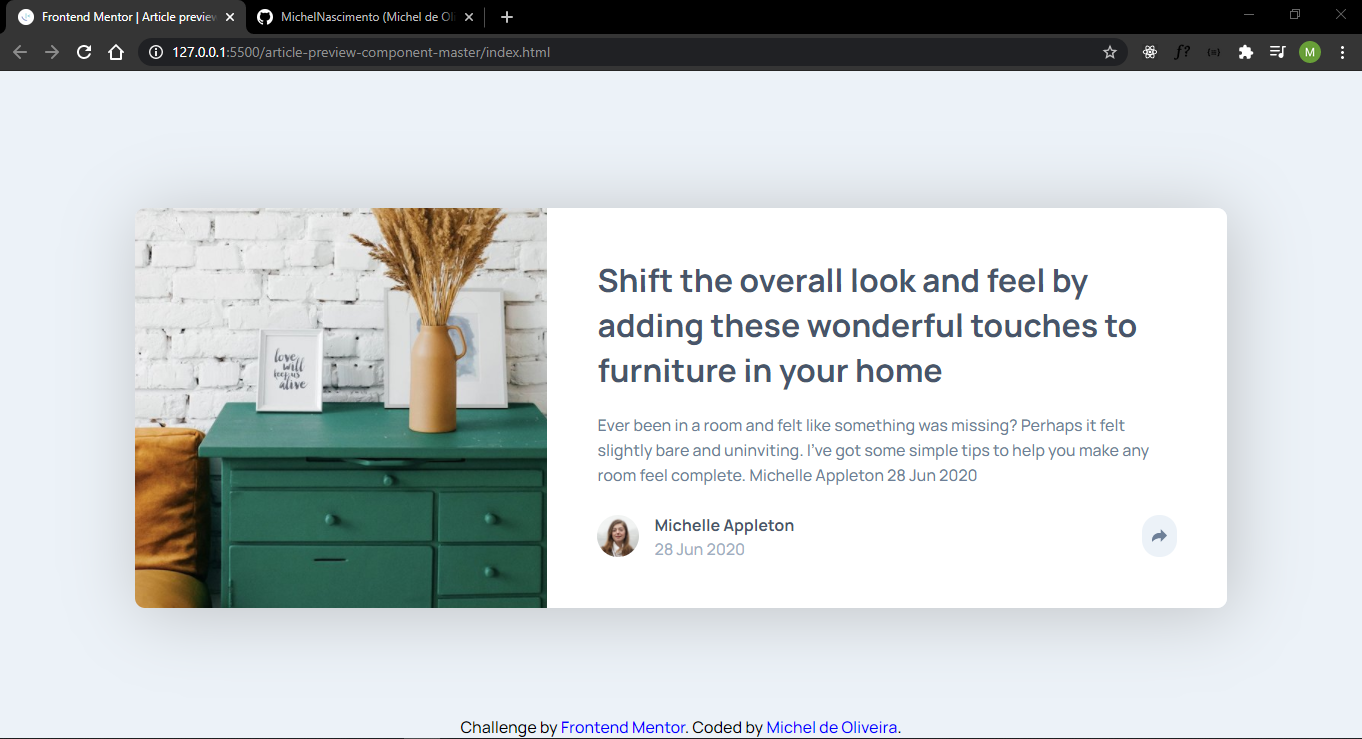 Frontend Mentor | Article preview
MichelNascimento (Michel de Oli
127.0.0.1:5500/article-preview-component-master/index.html
f?
M
love
will
keep us
alive
Shift the overall look and feel by
adding these wonderful touches to
furniture in your home
Ever been in a room and felt like something was missing? Perhaps it felt
slightly bare and uninviting. I've got some simple tips to help you make any
room feel complete. Michelle Appleton 28 Jun 2020
Michelle Appleton
28 Jun 2020
Challenge by Frontend Mentor. Coded by Michel de Oliveira.